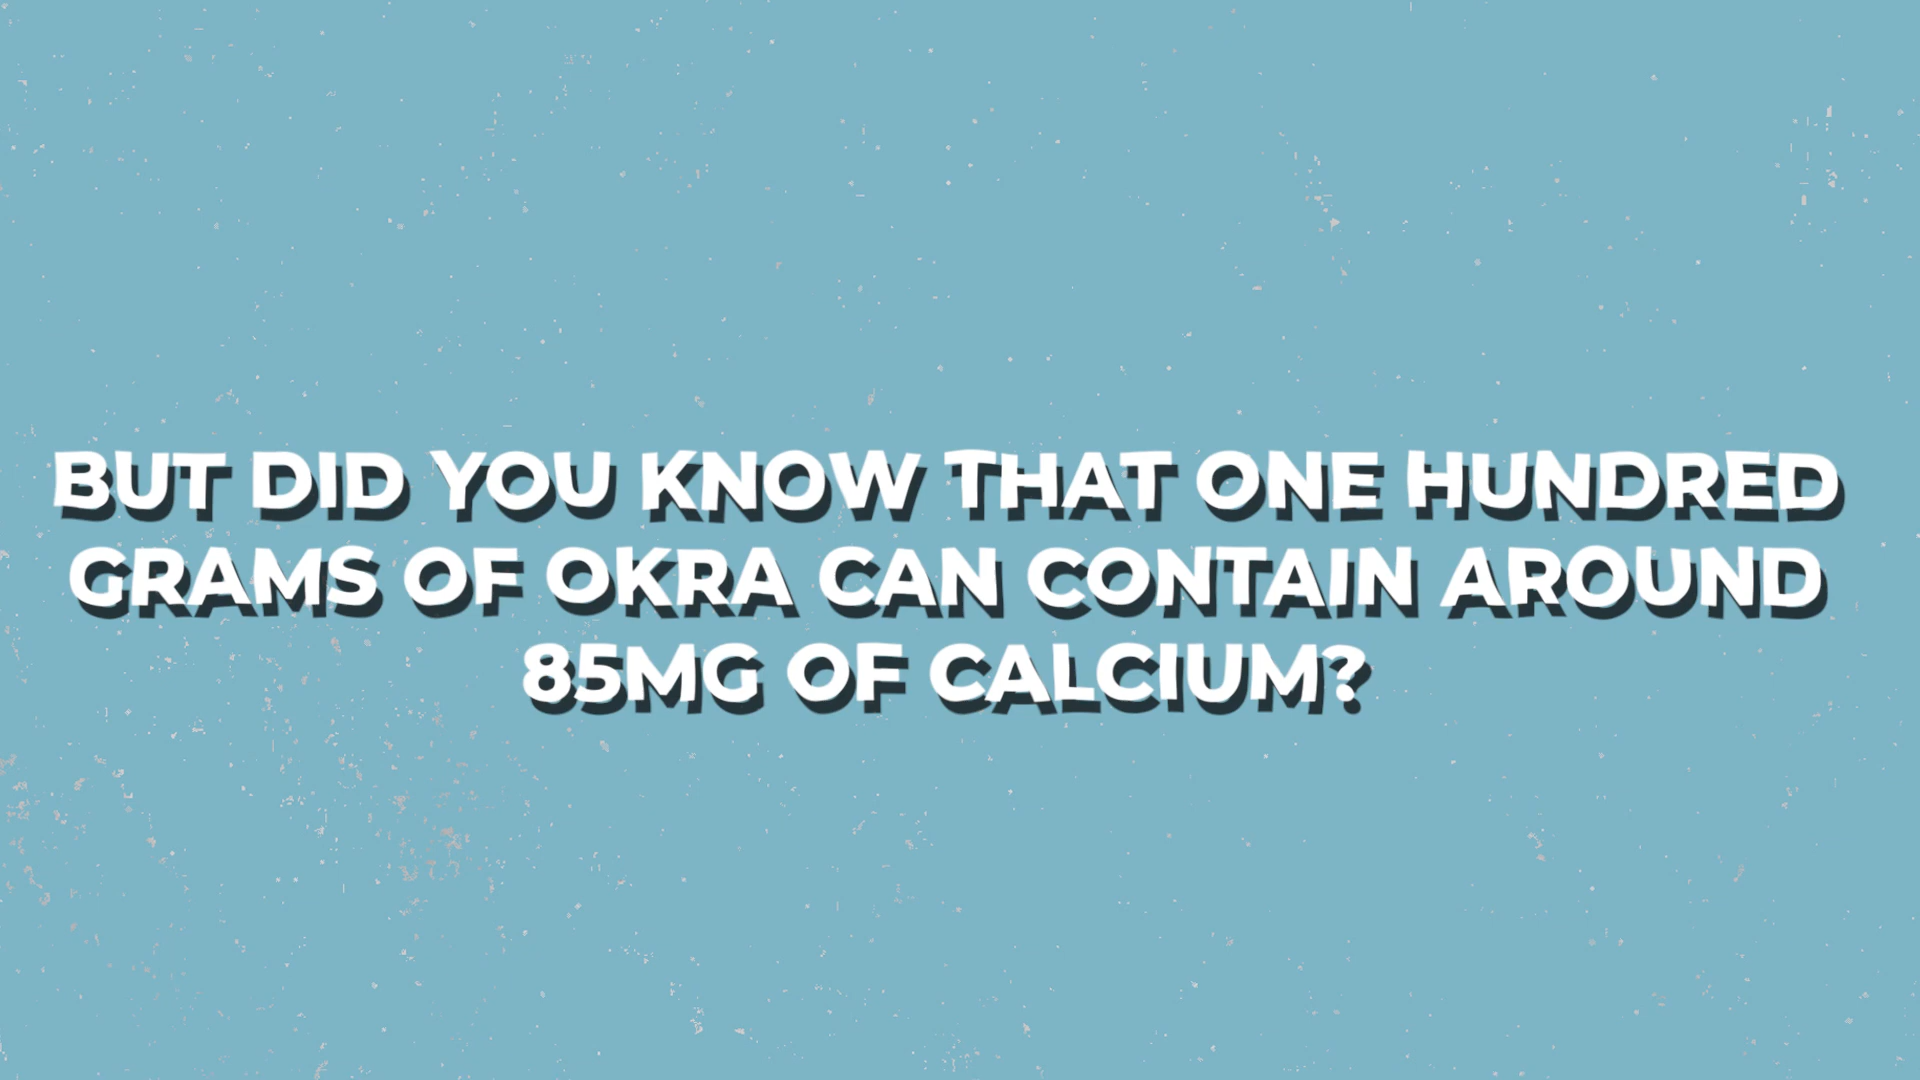 BUT DID YOU KNOW THAT ONE HUNDRED
GRAMS OF OKRA CAN CONTAIN AROUND
85MG OF CALCIUM?